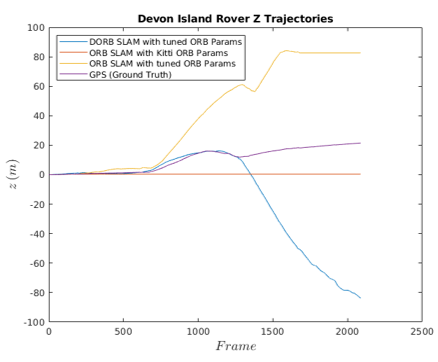 Devon Island Rover Z Trajectories
DORB SLAM with tuned ORB Params
ORB SLAM with Kitti ORB Params
ORB SLAM with tuned ORB Params
GPS (Ground Truth)
100
80
60
40
20
0
-20
-40
-60
-80
-100
z (m)
0 500 1000 1500 2000 2500
Frame